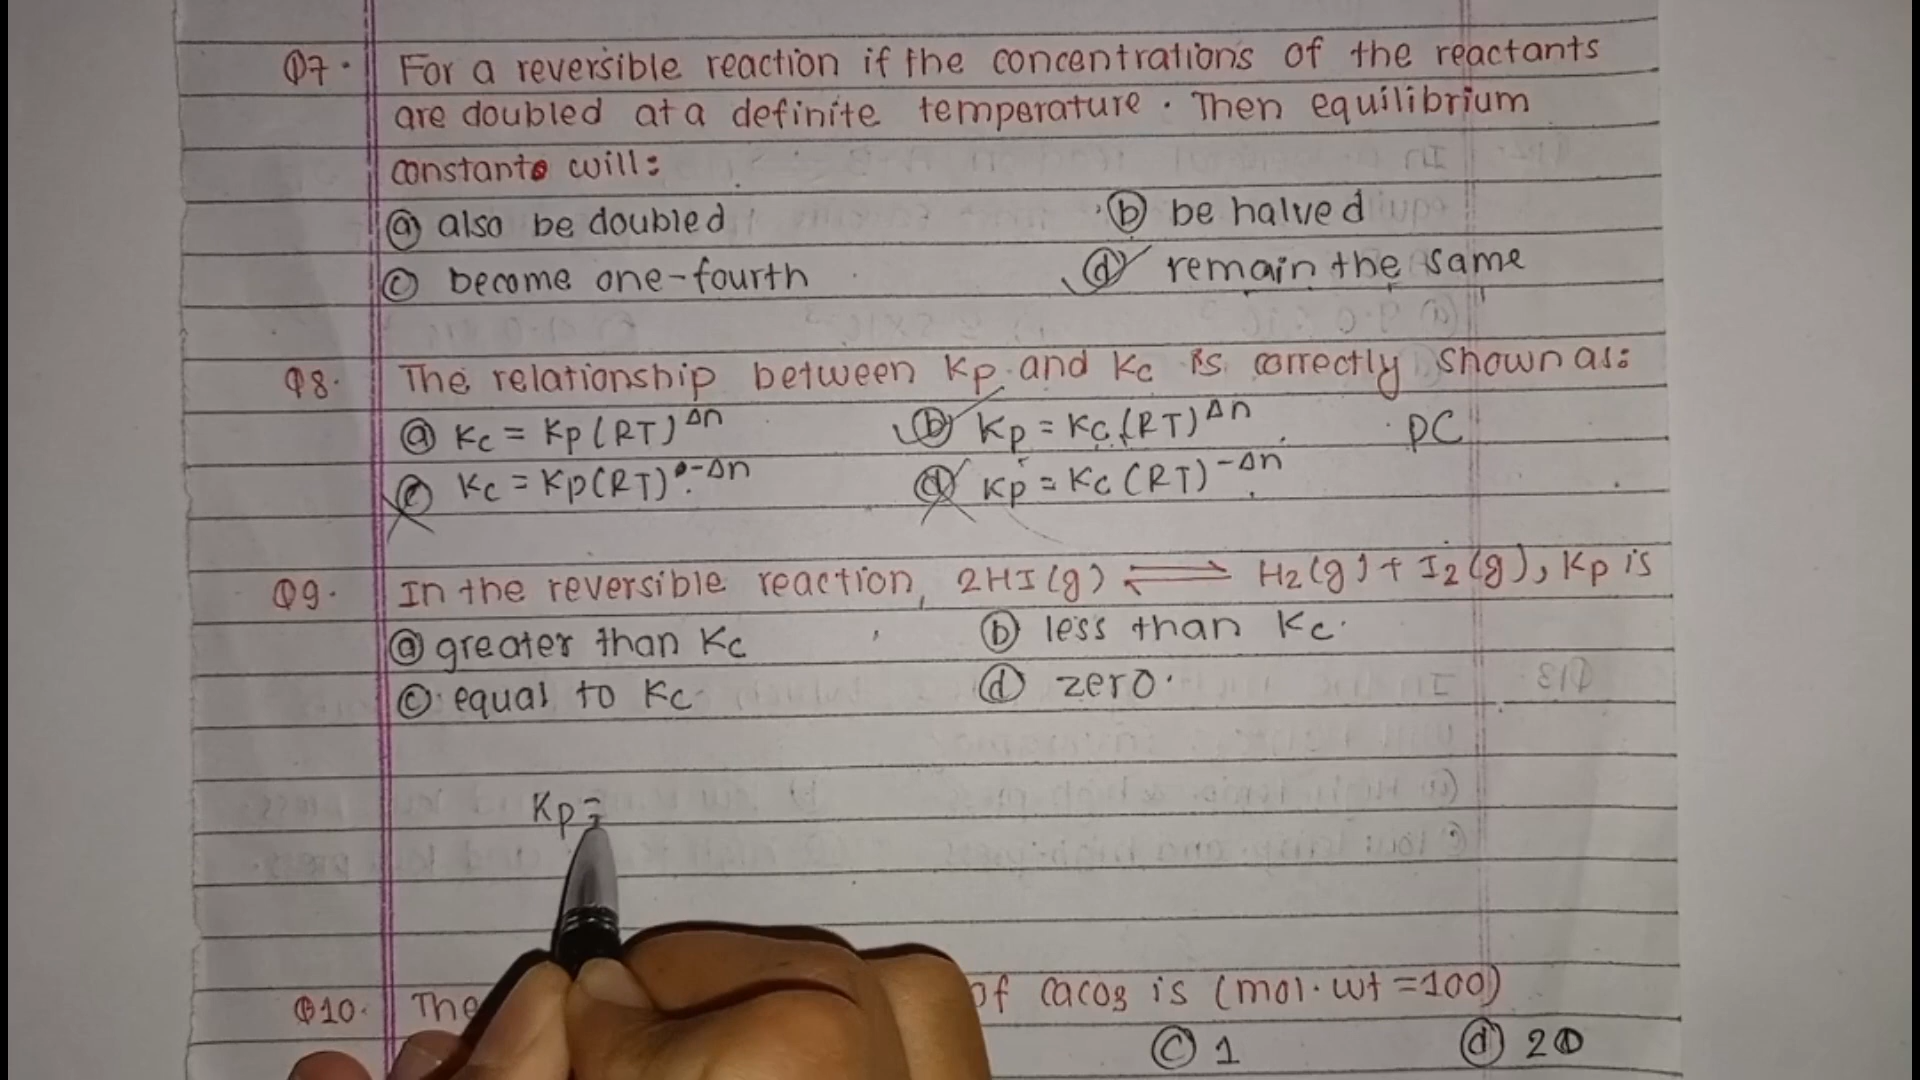 Q7. For a reversible reaction if the concentrations of the reactants
are doubled at a definite temperature. Then equilibrium
constants will:
(a) also be doubled (b) be halved
(c) become one-fourth (d) remain the same
Q8. The relationship between Kp and Kc is correctly shown as:
(a) Kc = Kp(RT)^Δn (b) Kp = Kc(RT)^Δn PC
(c) Kc = Kp(RT)^-Δn (d) Kp = Kc(RT)^-Δn
Q9. In the reversible reaction, 2HI(g) ⇌ H2(g) + I2(g), Kp is
(a) greater than Kc (b) less than Kc.
(c) equal to Kc (d) zero.
Kp =
Q10. The of CaCO3 is (mol. wt = 100)
(c) 1 (d) 20